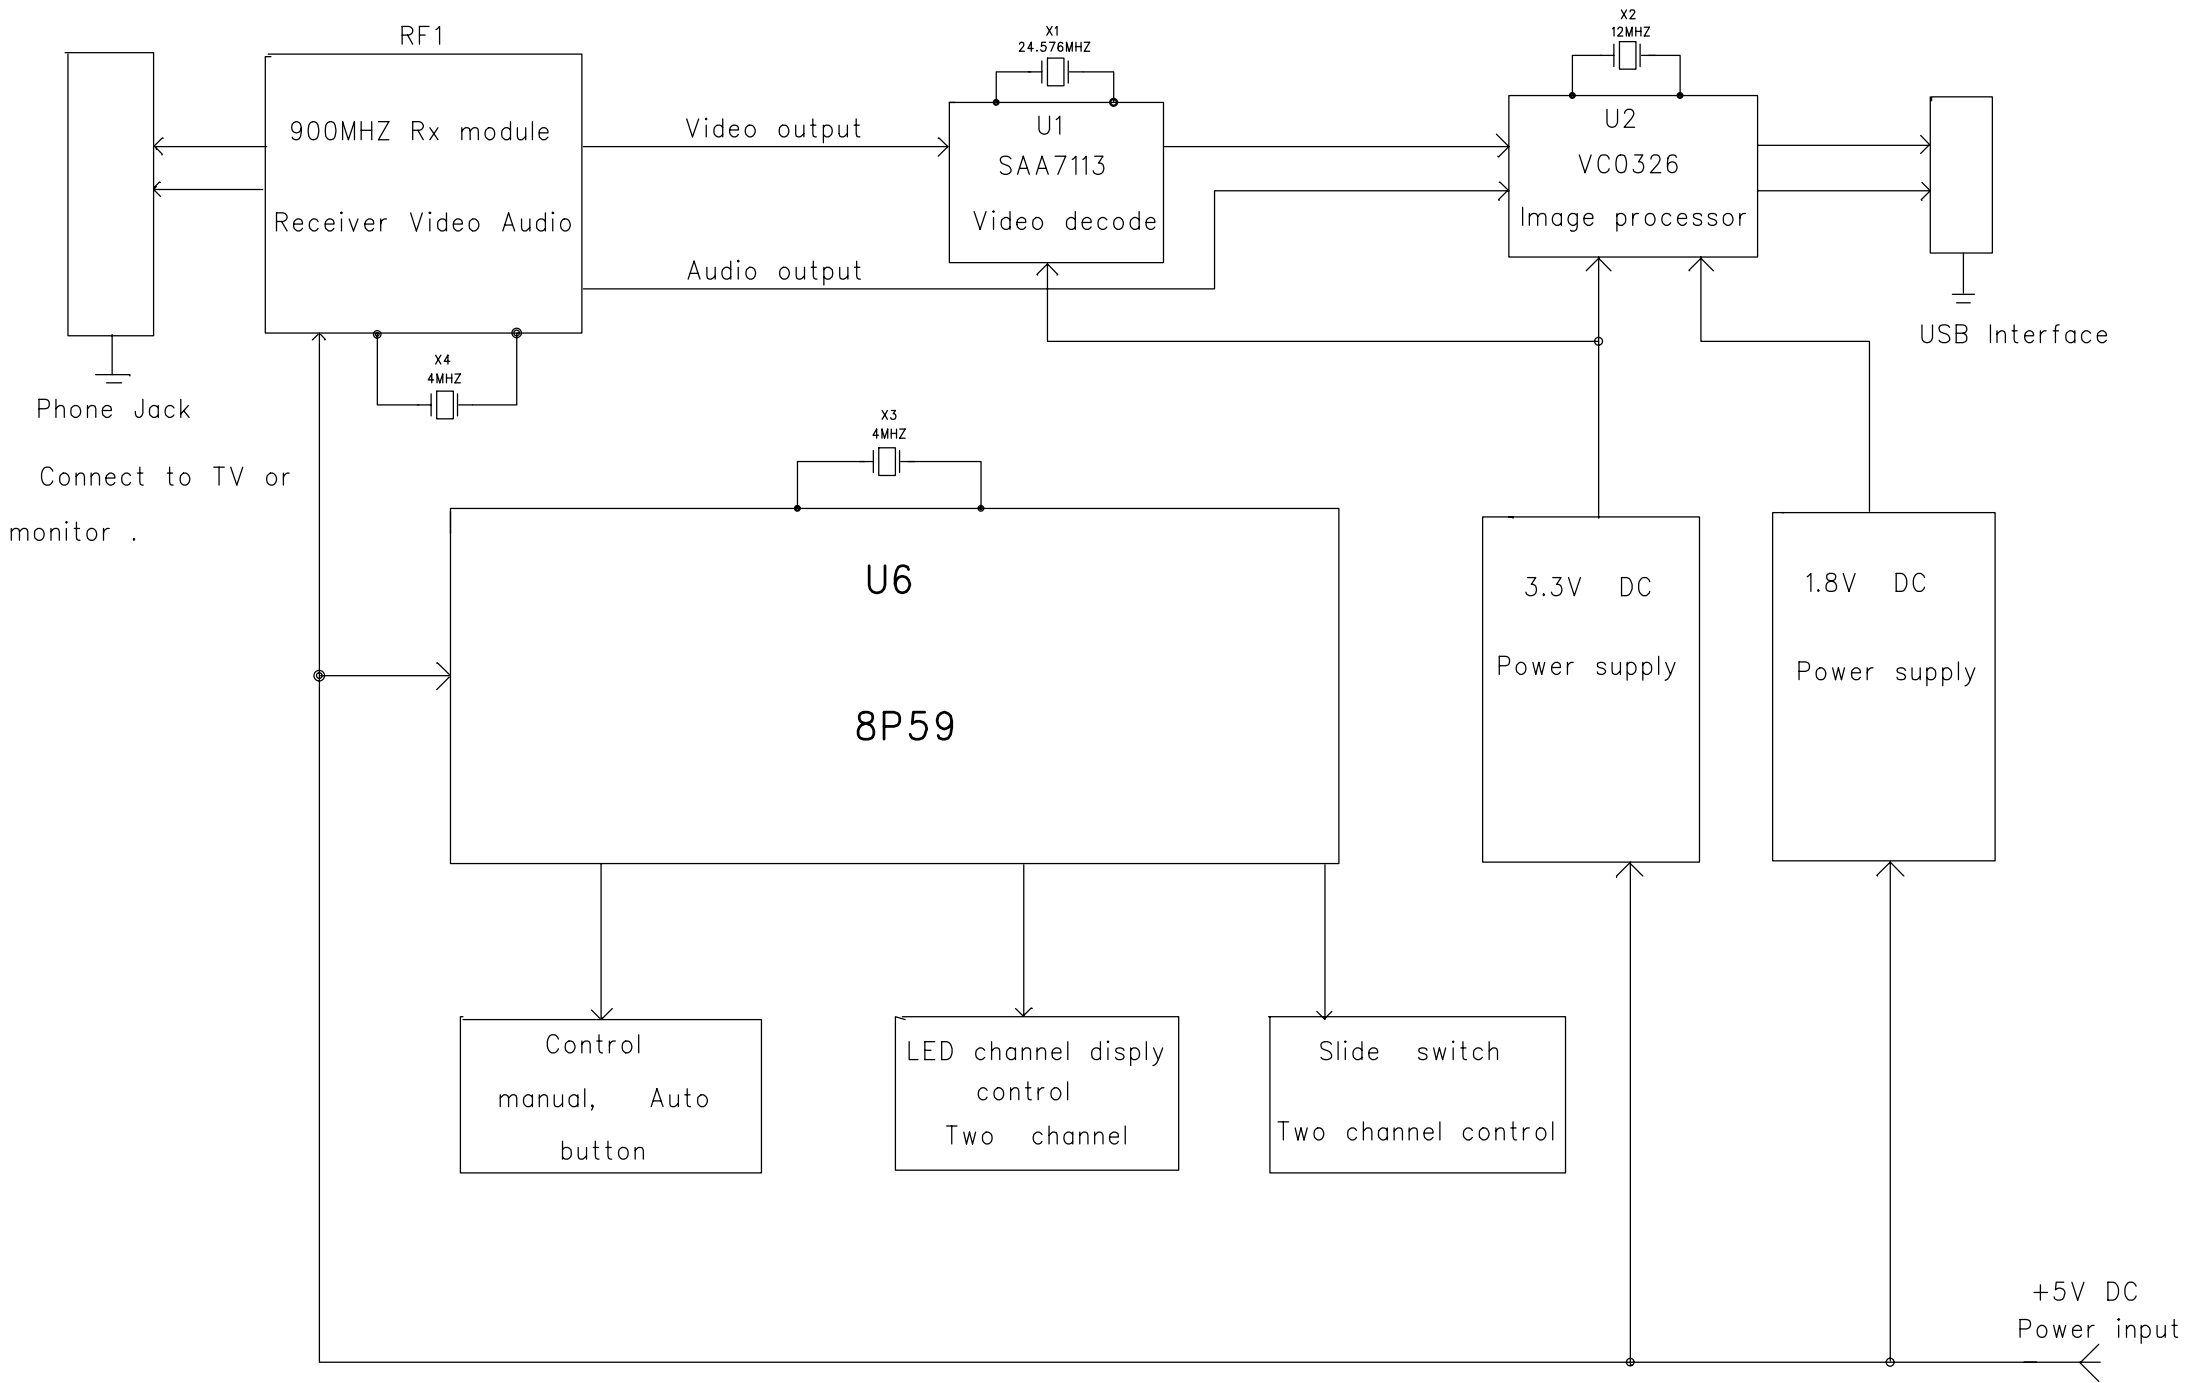 RF1
900MHZ Rx module
Receiver Video Audio
Video output
Audio output
X1
24.576MHZ
U1
SAA7113
Video decode
X2
12MHZ
U2
VC0326
Image processor
USB Interface
Phone Jack
Connect to TV or
monitor .
X4
4MHZ
X3
4MHZ
U6
8P59
3.3V DC
Power supply
1.8V DC
Power supply
Control
manual, Auto
button
LED channel disply
control
Two channel
Slide switch
Two channel control
+5V DC
Power input